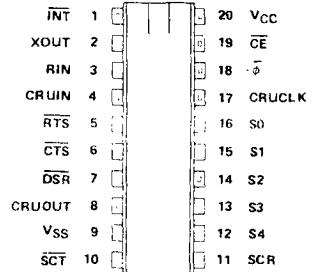 INT 1 20 VCC
XOUT 2 19 CE
RIN 3 18 ϕ
CRUIN 4 17 CRUCLK
RTS 5 16 S0
CTS 6 15 S1
DSR 7 14 S2
CRUOUT 8 13 S3
VSS 9 12 S4
SCT 10 11 SCR